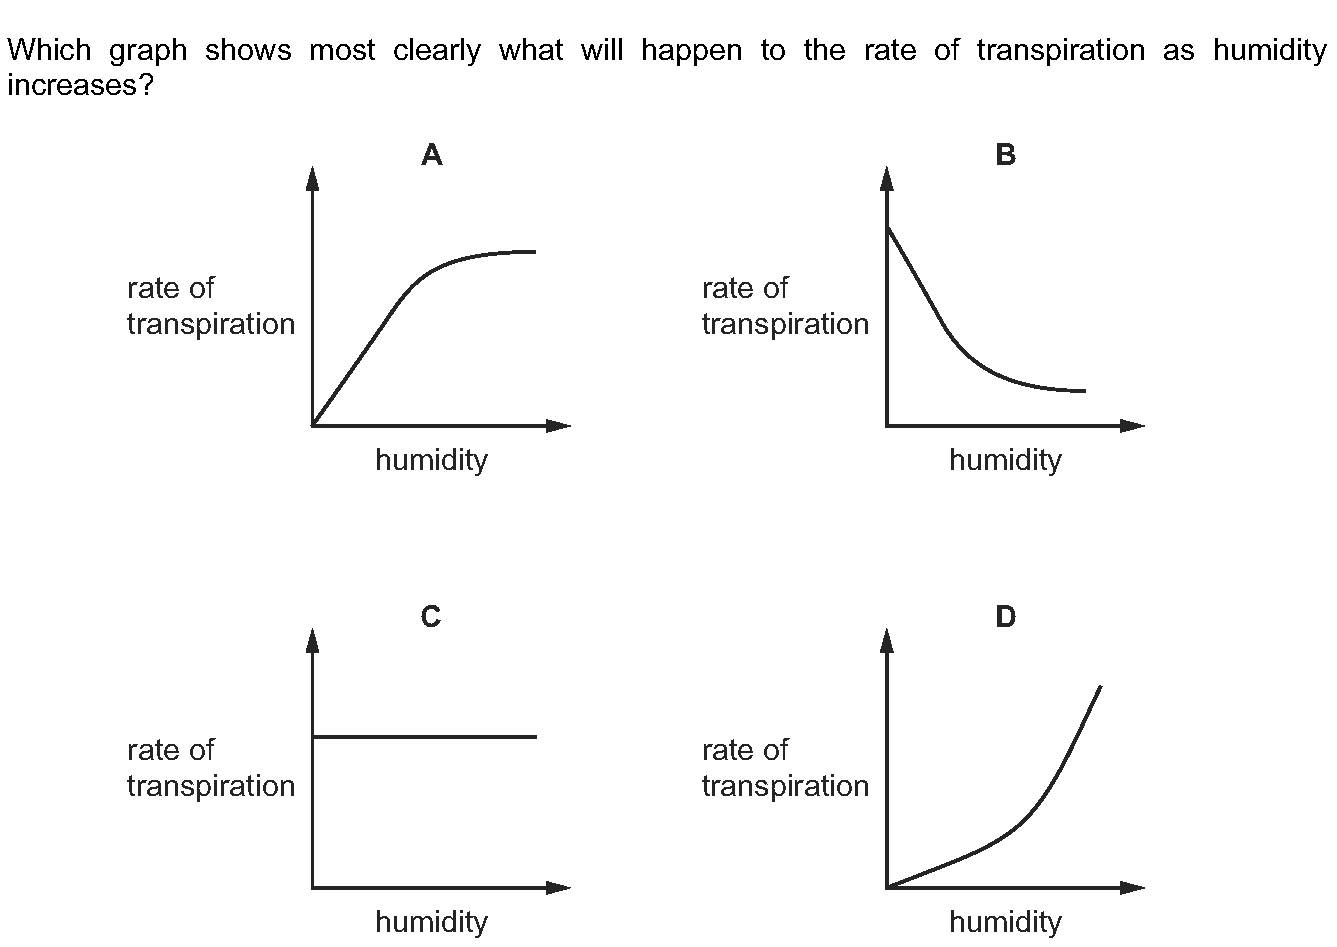 Which graph shows most clearly what will happen to the rate of transpiration as humidity
increases?
A
rate of
transpiration
humidity
B
rate of
transpiration
humidity
C
rate of
transpiration
humidity
D
rate of
transpiration
humidity